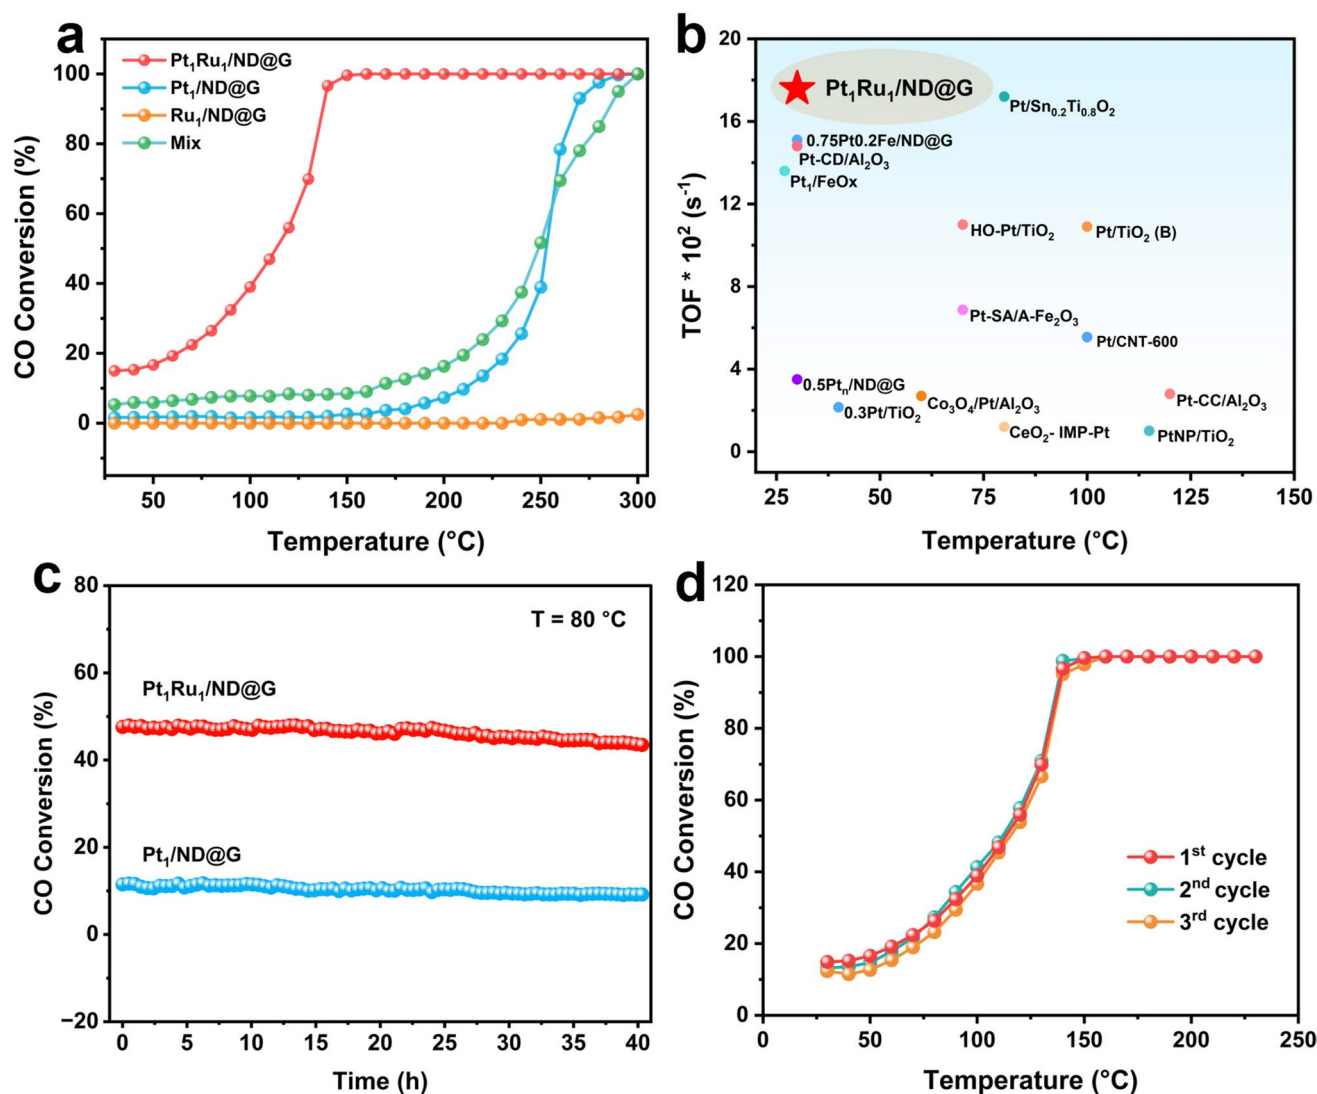 a
Pt₁Ru₁/ND@G
Pt₁/ND@G
Ru₁/ND@G
Mix
CO Conversion (%)
100
80
60
40
20
0
50
100
150
200
250
300
Temperature (°C)
b
Pt₁Ru₁/ND@G
Pt/Sn₀.₂Ti₀.₈O₂
0.75Pt0.2Fe/ND@G
Pt-CD/Al₂O₃
Pt₁/FeOx
HO-Pt/TiO₂
Pt/TiO₂ (B)
Pt-SA/A-Fe₂O₃
Pt/CNT-600
0.5Ptₙ/ND@G
0.3Pt/TiO₂
Co₃O₄/Pt/Al₂O₃
Pt-CC/Al₂O₃
CeO₂- IMP-Pt
PtNP/TiO₂
TOF * 10² (s⁻¹)
20
16
12
8
4
0
25
50
75
100
125
150
Temperature (°C)
c
T = 80 °C
Pt₁Ru₁/ND@G
Pt₁/ND@G
CO Conversion (%)
80
60
40
20
0
−20
0
5
10
15
20
25
30
35
40
Time (h)
d
1ˢᵗ cycle
2ⁿᵈ cycle
3ʳᵈ cycle
CO Conversion (%)
120
100
80
60
40
20
0
0
50
100
150
200
250
Temperature (°C)